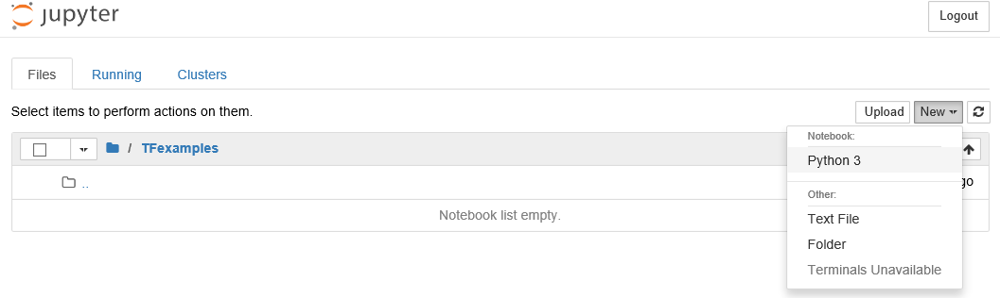 jupyter
Logout
Files Running Clusters
Select items to perform actions on them.
Upload New
/ TFexamples
Notebook:
Python 3
..
go
Other:
Notebook list empty.
Text File
Folder
Terminals Unavailable